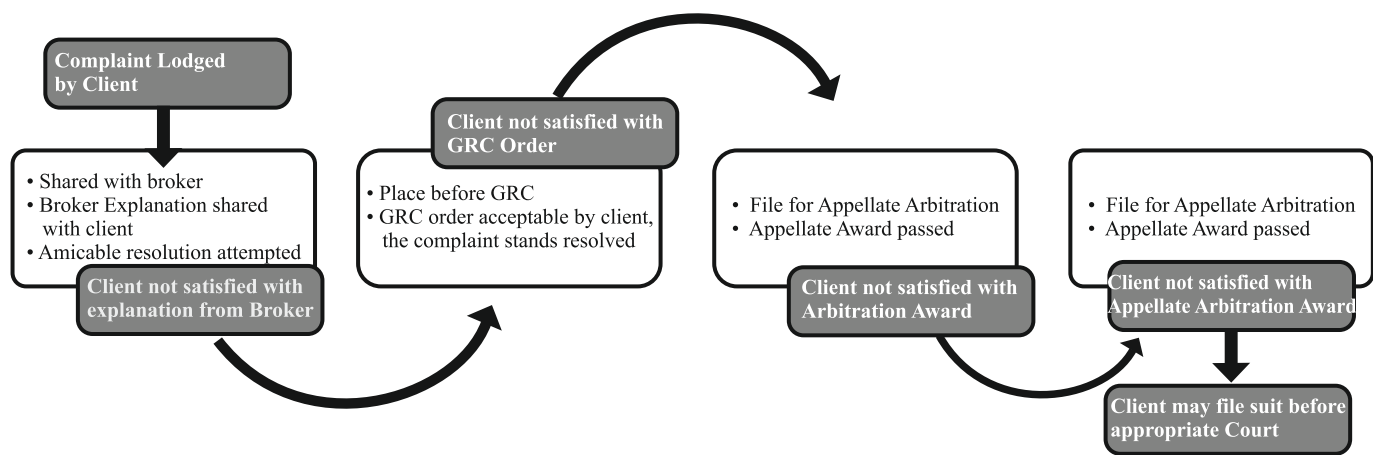 Complaint Lodged
by Client
• Shared with broker
• Broker Explanation shared
with client
• Amicable resolution attempted
Client not satisfied with
explanation from Broker
Client not satisfied with
GRC Order
• Place before GRC
• GRC order acceptable by client,
the complaint stands resolved
• File for Appellate Arbitration
• Appellate Award passed
Client not satisfied with
Arbitration Award
• File for Appellate Arbitration
• Appellate Award passed
Client not satisfied with
Appellate Arbitration Award
Client may file suit before
appropriate Court